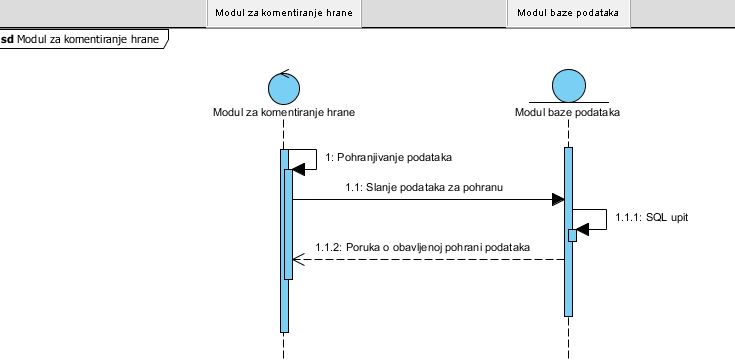 Modul za komentiranje hrane
Modul baze podataka
sd Modul za komentiranje hrane
Modul za komentiranje hrane
Modul baze podataka
1: Pohranjivanje podataka
1.1: Slanje podataka za pohranu
1.1.1: SQL upit
1.1.2: Poruka o obavljenoj pohrani podataka